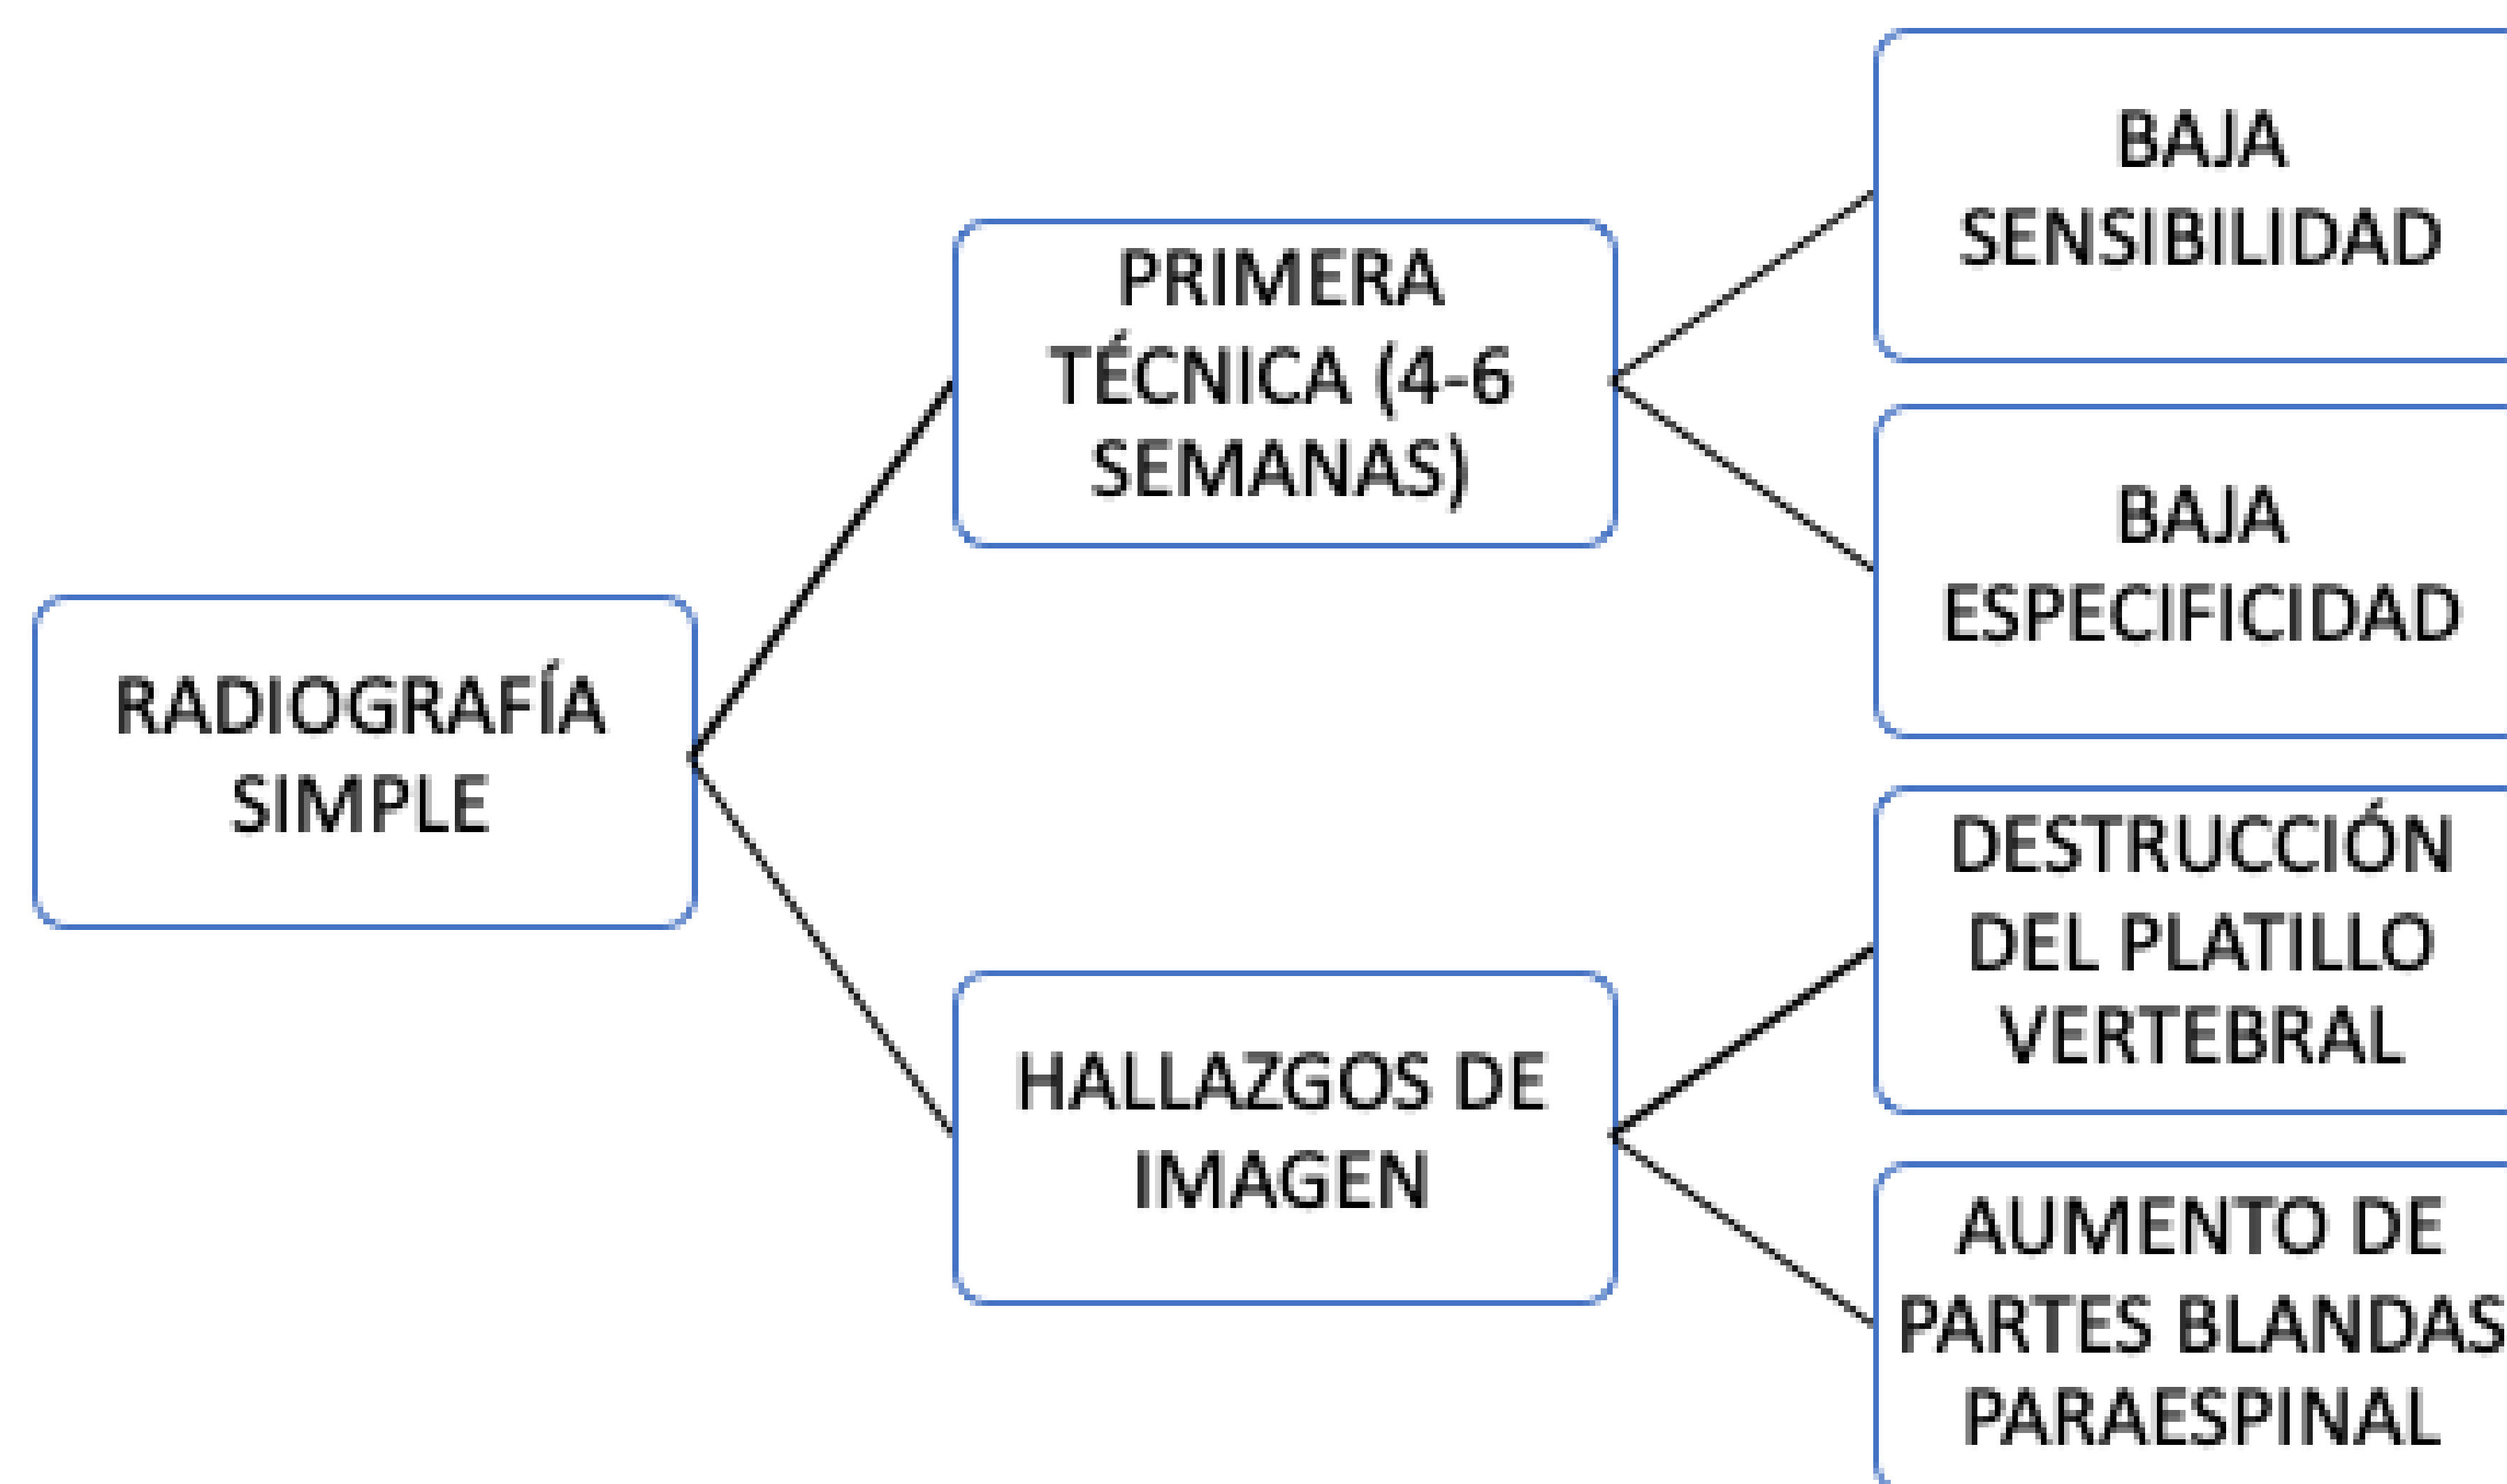 RADIOGRAFÍA
SIMPLE
PRIMERA
TÉCNICA (4-6
SEMANAS)
BAJA
SENSIBILIDAD
BAJA
ESPECIFICIDAD
HALLAZGOS DE
IMAGEN
DESTRUCCIÓN
DEL PLATILLO
VERTEBRAL
AUMENTO DE
PARTES BLANDAS
PARAESPINAL